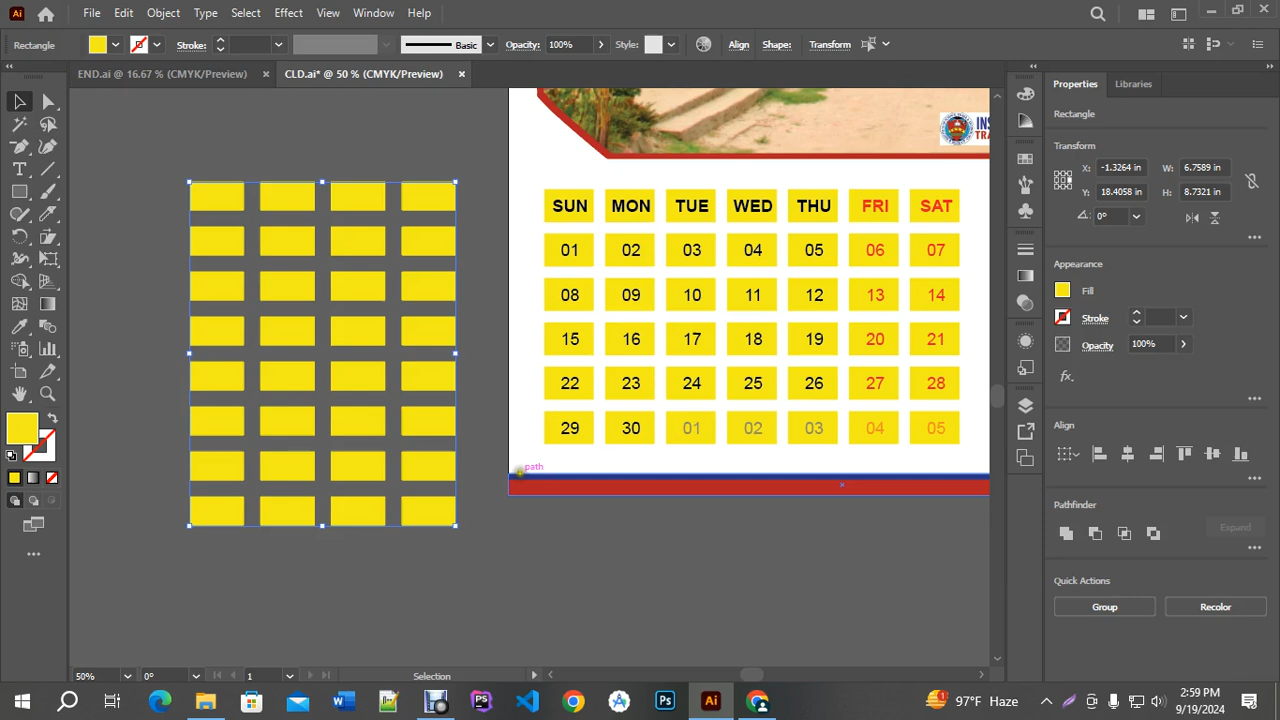 File Edit Object Type Select Effect View Window Help
Rectangle Stroke: Basic Opacity: 100% Style: Align Shape: Transform
END.ai @ 16.67 % (CMYK/Preview) × CLD.ai* @ 50 % (CMYK/Preview) ×
Properties Libraries
Rectangle
Transform
X: -1.3264 in W: 6.7589 in
Y: 18.4058 in H: 8.7321 in
0°
Appearance
Fill
Stroke
Opacity 100%
fx.
Align
Pathfinder
Expand
Quick Actions
Group Recolor
INS
TRA
SUN MON TUE WED THU FRI SAT
01 02 03 04 05 06 07
08 09 10 11 12 13 14
15 16 17 18 19 20 21
22 23 24 25 26 27 28
29 30 01 02 03 04 05
path
50% 0° 1 Selection
97°F Haze
2:59 PM
9/19/2024